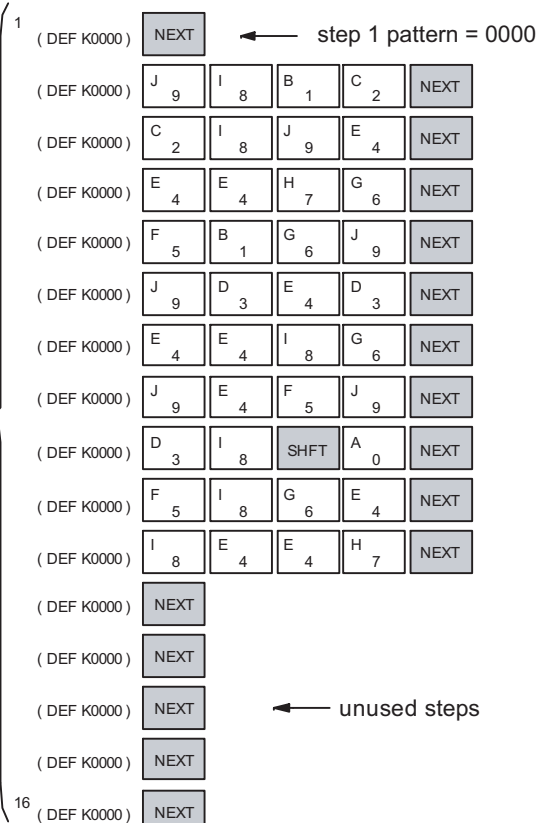 1 ( DEF K0000 ) NEXT step 1 pattern = 0000
( DEF K0000 ) J 9 I 8 B 1 C 2 NEXT
( DEF K0000 ) C 2 I 8 J 9 E 4 NEXT
( DEF K0000 ) E 4 E 4 H 7 G 6 NEXT
( DEF K0000 ) F 5 B 1 G 6 J 9 NEXT
( DEF K0000 ) J 9 D 3 E 4 D 3 NEXT
( DEF K0000 ) E 4 E 4 I 8 G 6 NEXT
( DEF K0000 ) J 9 E 4 F 5 J 9 NEXT
( DEF K0000 ) D 3 I 8 SHFT A 0 NEXT
( DEF K0000 ) F 5 I 8 G 6 E 4 NEXT
( DEF K0000 ) I 8 E 4 E 4 H 7 NEXT
( DEF K0000 ) NEXT
( DEF K0000 ) NEXT
( DEF K0000 ) NEXT unused steps
( DEF K0000 ) NEXT
16 ( DEF K0000 ) NEXT